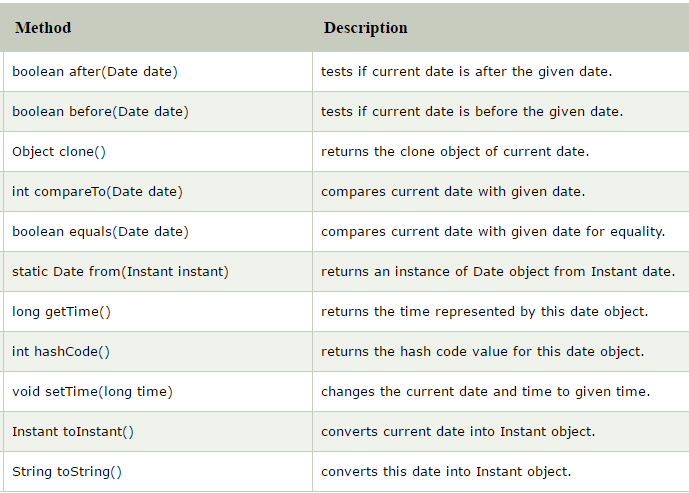 Method Description
boolean after(Date date) tests if current date is after the given date.
boolean before(Date date) tests if current date is before the given date.
Object clone() returns the clone object of current date.
int compareTo(Date date) compares current date with given date.
boolean equals(Date date) compares current date with given date for equality.
static Date from(Instant instant) returns an instance of Date object from Instant date.
long getTime() returns the time represented by this date object.
int hashCode() returns the hash code value for this date object.
void setTime(long time) changes the current date and time to given time.
Instant toInstant() converts current date into Instant object.
String toString() converts this date into Instant object.